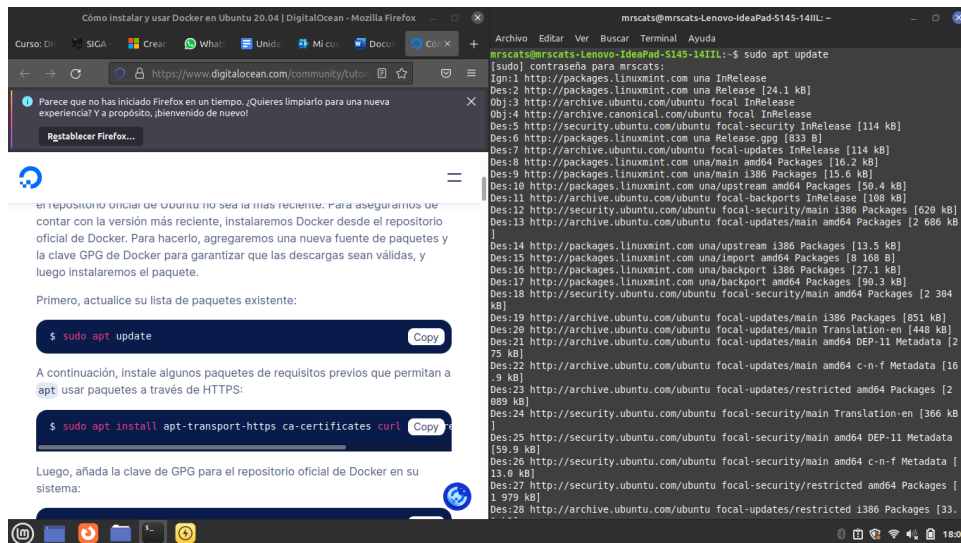 Cómo instalar y usar Docker en Ubuntu 20.04 | DigitalOcean - Mozilla Firefox
Curso: DH
SIGA -
Crear
Whats
Unida
Mi cue
Docun
Cóm
https://www.digitalocean.com/community/tutori
Parece que no has iniciado Firefox en un tiempo. ¿Quieres limpiarlo para una nueva
experiencia? Y a propósito, ¡bienvenido de nuevo!
Restablecer Firefox...
el repositorio oficial de Ubuntu no sea la más reciente. Para asegurarnos de
contar con la versión más reciente, instalaremos Docker desde el repositorio
oficial de Docker. Para hacerlo, agregaremos una nueva fuente de paquetes y
la clave GPG de Docker para garantizar que las descargas sean válidas, y
luego instalaremos el paquete.
Primero, actualice su lista de paquetes existente:
$ sudo apt update
Copy
A continuación, instale algunos paquetes de requisitos previos que permitan a
apt usar paquetes a través de HTTPS:
$ sudo apt install apt-transport-https ca-certificates curl
Copy
Luego, añada la clave de GPG para el repositorio oficial de Docker en su
sistema:
mrscats@mrscats-Lenovo-IdeaPad-S145-14IIL: ~
Archivo Editar Ver Buscar Terminal Ayuda
mrscats@mrscats-Lenovo-IdeaPad-S145-14IIL:~$ sudo apt update
[sudo] contraseña para mrscats:
Ign:1 http://packages.linuxmint.com una InRelease
Des:2 http://packages.linuxmint.com una Release [24.1 kB]
Obj:3 http://archive.ubuntu.com/ubuntu focal InRelease
Obj:4 http://archive.canonical.com/ubuntu focal InRelease
Des:5 http://security.ubuntu.com/ubuntu focal-security InRelease [114 kB]
Des:6 http://packages.linuxmint.com una Release.gpg [833 B]
Des:7 http://archive.ubuntu.com/ubuntu focal-updates InRelease [114 kB]
Des:8 http://packages.linuxmint.com una/main amd64 Packages [16.2 kB]
Des:9 http://packages.linuxmint.com una/main i386 Packages [15.6 kB]
Des:10 http://packages.linuxmint.com una/upstream amd64 Packages [50.4 kB]
Des:11 http://archive.ubuntu.com/ubuntu focal-backports InRelease [108 kB]
Des:12 http://security.ubuntu.com/ubuntu focal-security/main i386 Packages [620 kB]
Des:13 http://archive.ubuntu.com/ubuntu focal-updates/main amd64 Packages [2 686 kB
]
Des:14 http://packages.linuxmint.com una/upstream i386 Packages [13.5 kB]
Des:15 http://packages.linuxmint.com una/import amd64 Packages [8 168 B]
Des:16 http://packages.linuxmint.com una/backport i386 Packages [27.1 kB]
Des:17 http://packages.linuxmint.com una/backport amd64 Packages [90.3 kB]
Des:18 http://security.ubuntu.com/ubuntu focal-security/main amd64 Packages [2 304
kB]
Des:19 http://archive.ubuntu.com/ubuntu focal-updates/main i386 Packages [851 kB]
Des:20 http://archive.ubuntu.com/ubuntu focal-updates/main Translation-en [448 kB]
Des:21 http://archive.ubuntu.com/ubuntu focal-updates/main amd64 DEP-11 Metadata [2
75 kB]
Des:22 http://archive.ubuntu.com/ubuntu focal-updates/main amd64 c-n-f Metadata [16
.9 kB]
Des:23 http://archive.ubuntu.com/ubuntu focal-updates/restricted amd64 Packages [2
089 kB]
Des:24 http://security.ubuntu.com/ubuntu focal-security/main Translation-en [366 kB
]
Des:25 http://security.ubuntu.com/ubuntu focal-security/main amd64 DEP-11 Metadata
[59.9 kB]
Des:26 http://security.ubuntu.com/ubuntu focal-security/main amd64 c-n-f Metadata [
13.0 kB]
Des:27 http://security.ubuntu.com/ubuntu focal-security/restricted amd64 Packages [
1 979 kB]
Des:28 http://archive.ubuntu.com/ubuntu focal-updates/restricted i386 Packages [33.
18:0